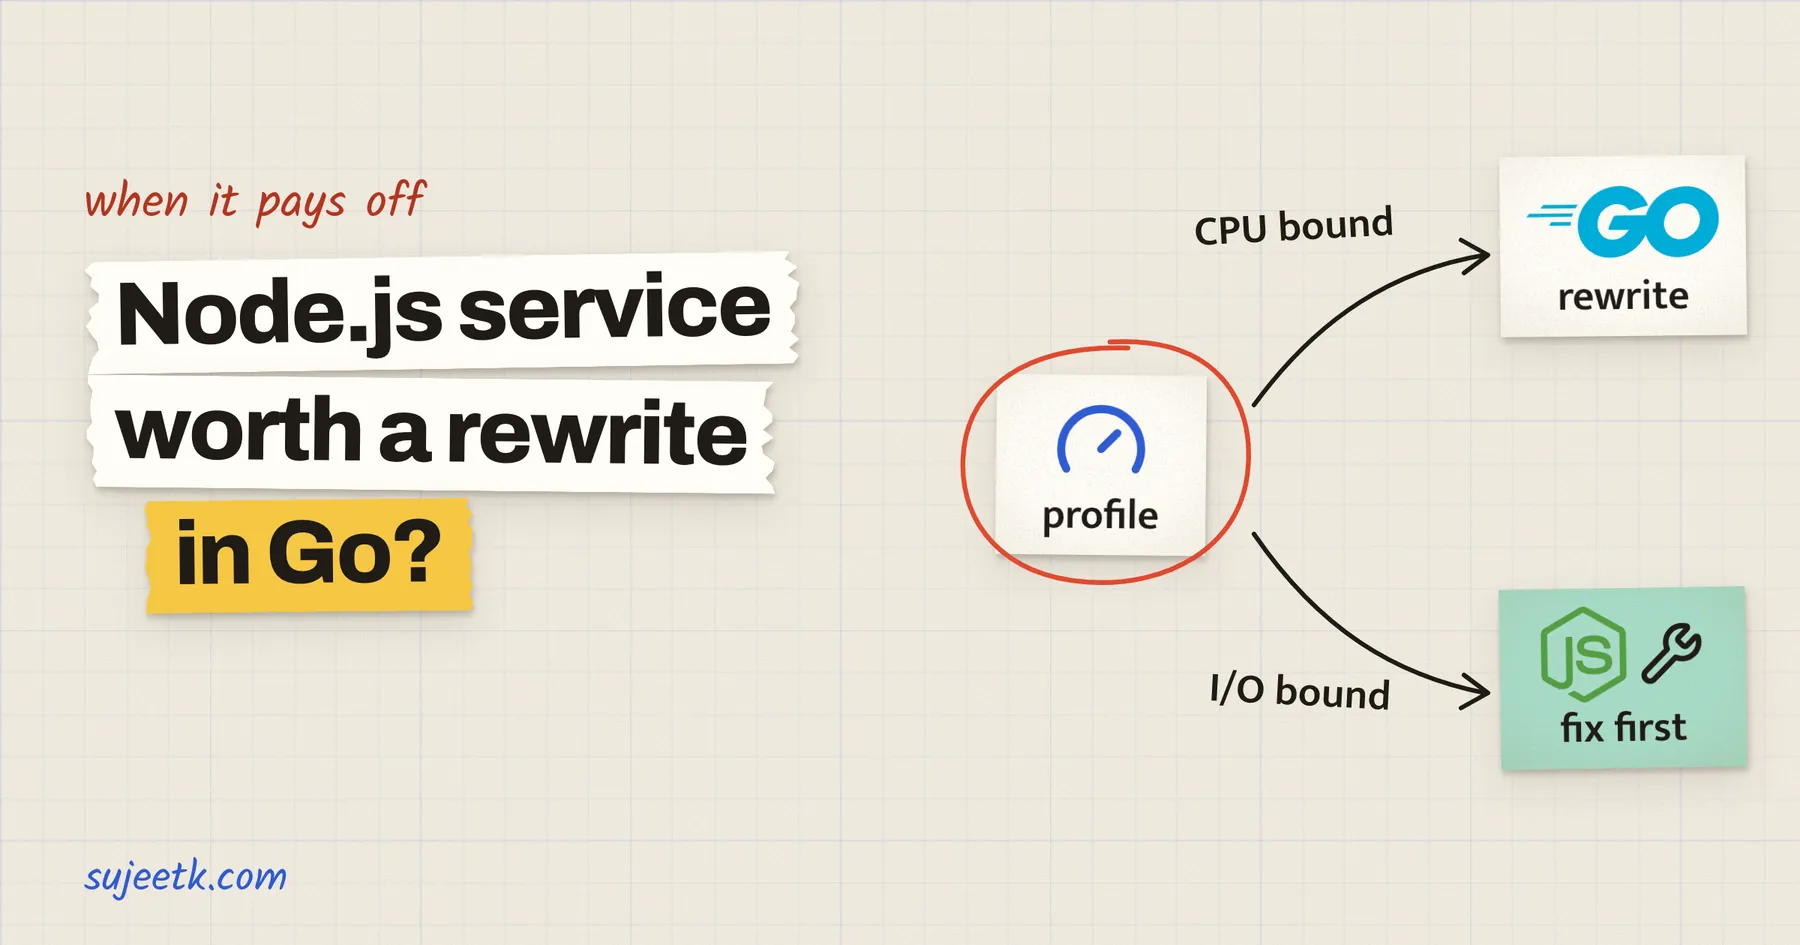 when it pays off
Node.js service
worth a rewrite
in Go?
CPU bound
GO
rewrite
profile
I/O bound
JS
fix first
sujeetk.com